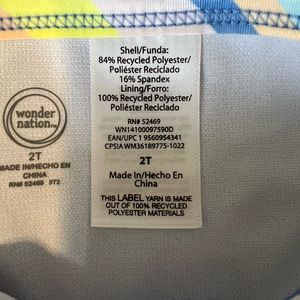 Shell/Funda:
84% Recycled Polyester/
Poliéster Reciclado
16% Spandex
Lining/Forro:
100% Recycled Polyester/
Poliéster Reciclado
RN# 52469
WN14100097590D
EAN/UPC 1 9560954341
CPSIA WM36189775-1022
2T
Made In/Hecho En
China
THIS LABEL YARN IS MADE
OUT OF 100% RECYCLED
POLYESTER MATERIALS
wonder
nation
2T
MADE IN/HECHO EN
CHINA
RN# 52469 3T2